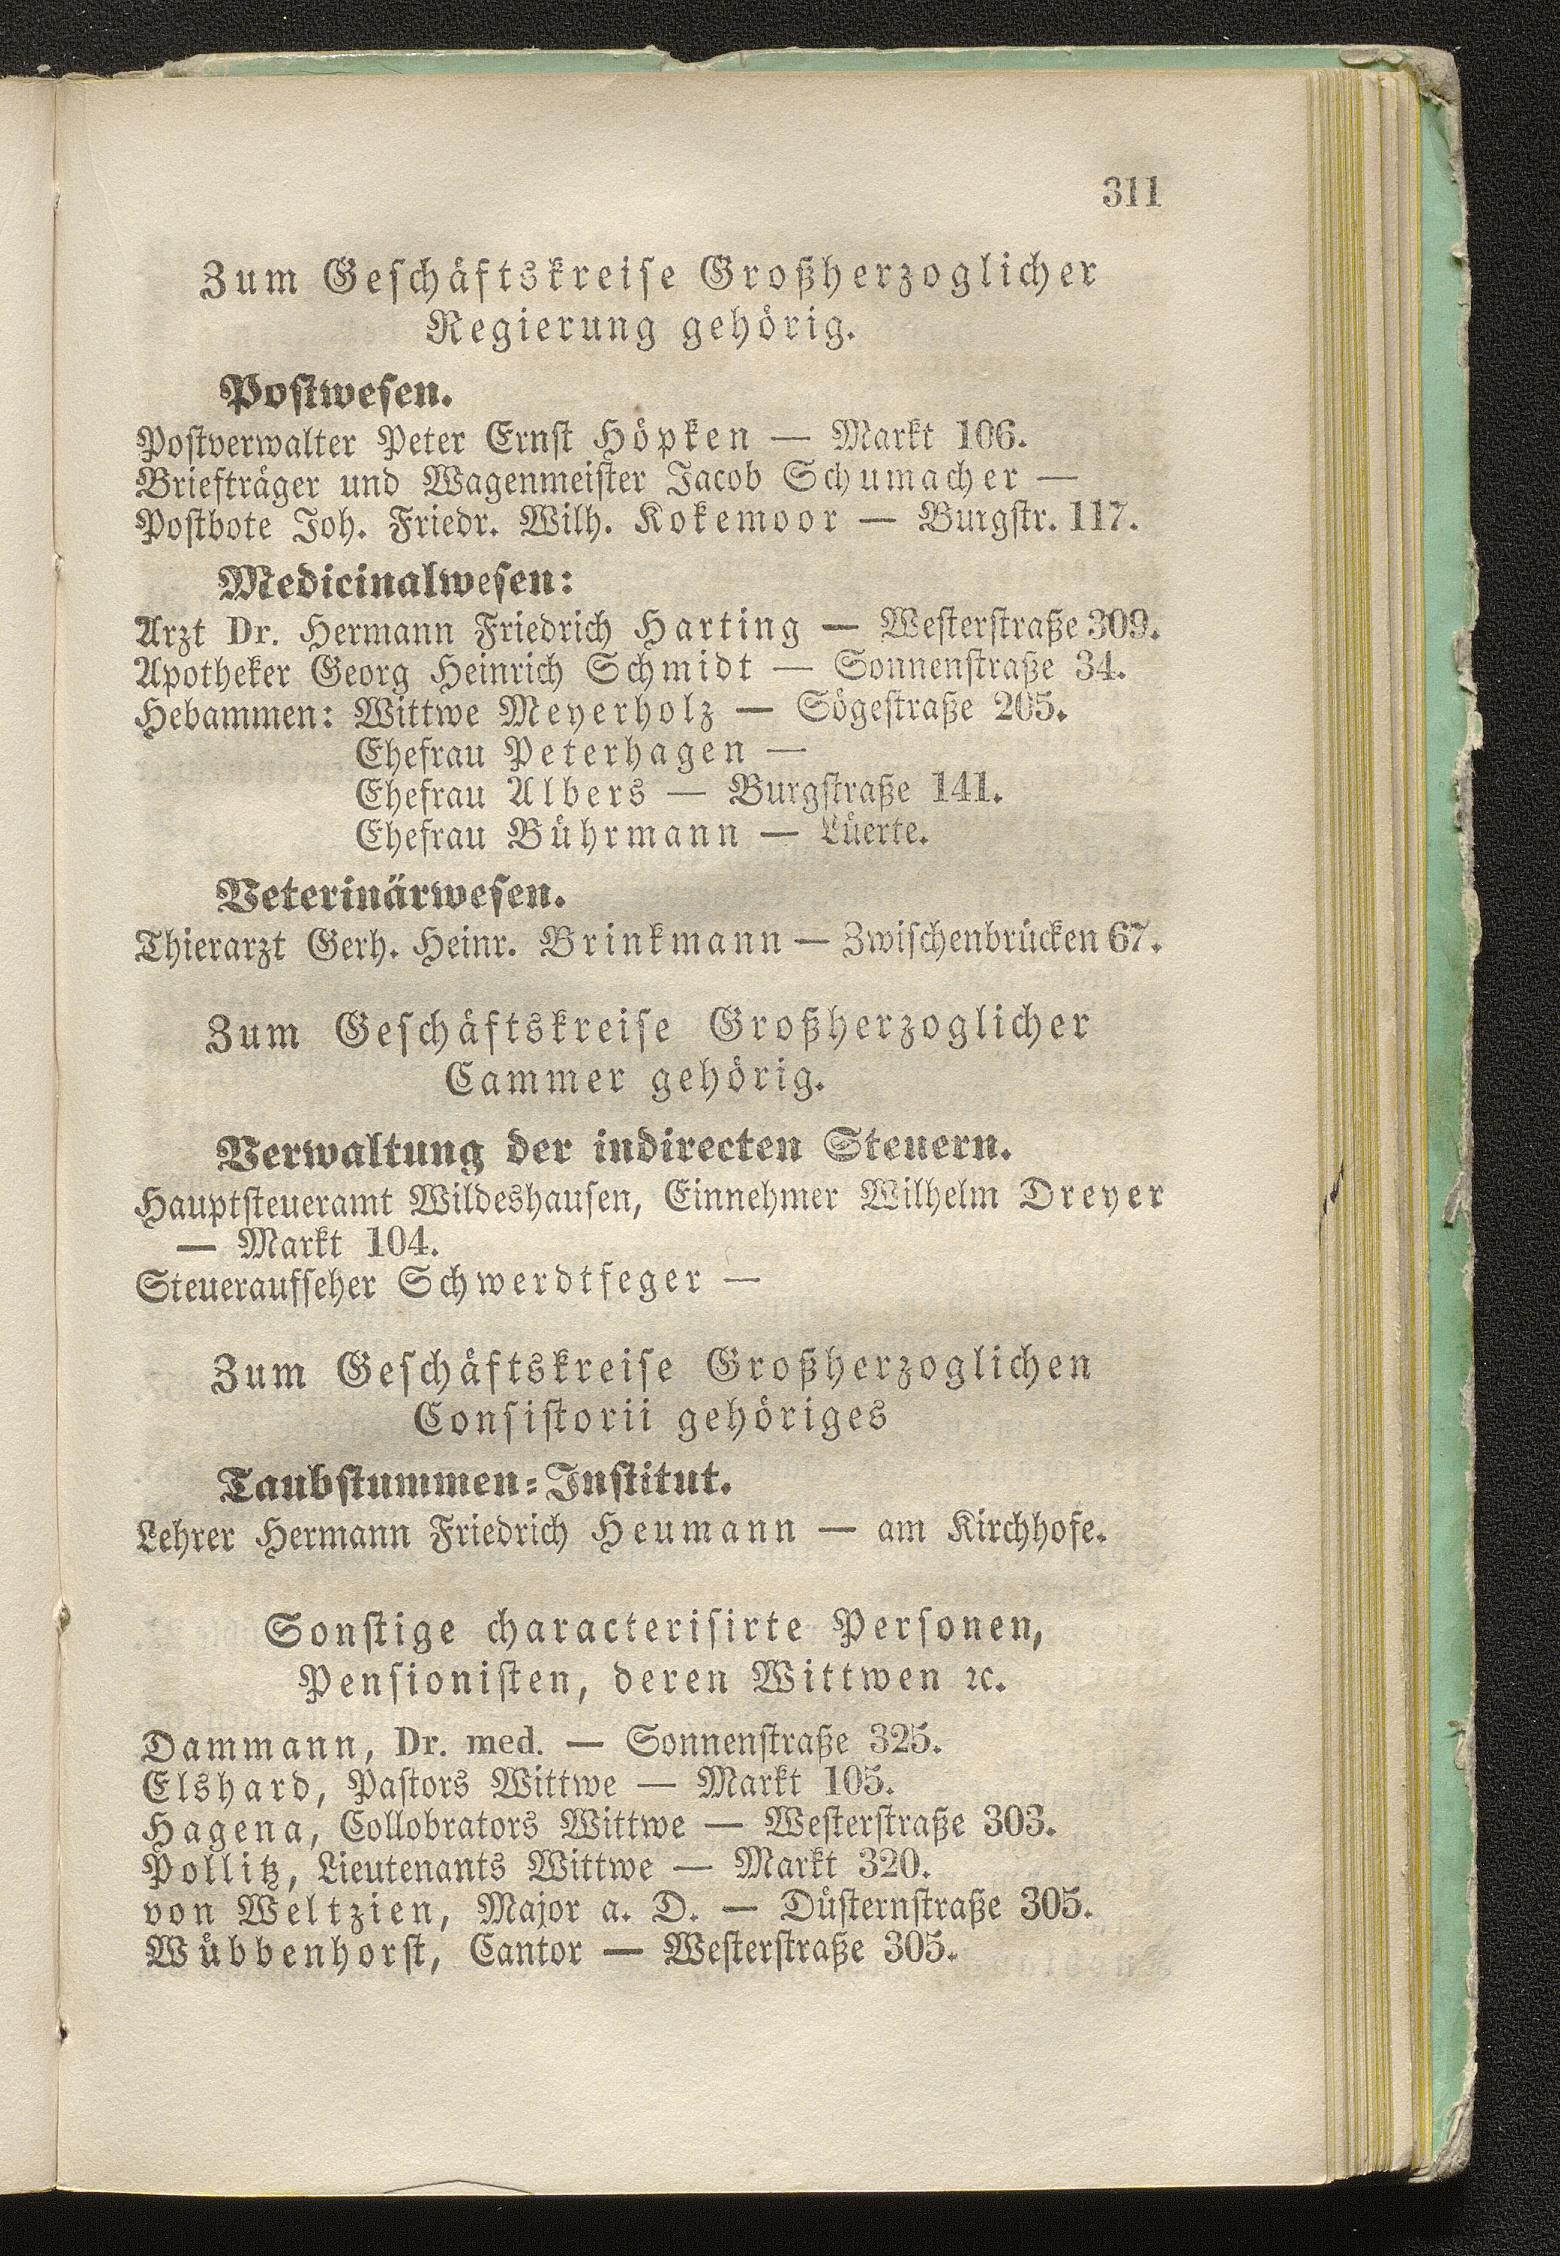 311
Zum Geschäftskreise Großherzoglicher
Regierung gehörig.
Postwesen.
Postverwalter Peter Ernst Höpken — Markt 106.
Briefträger und Wagenmeister Jacob Schumacher —
Postbote Joh. Friedr. Wilh. Kokemoor — Burgstr. 117.
Medicinalwesen:
Arzt Dr. Hermann Friedrich Harting — Westerstraße 309.
Apotheker Georg Heinrich Schmidt — Sonnenstraße 34.
Hebammen: Wittwe Meyerholz — Sögestraße 205.
Ehefrau Peterhagen —
Ehefrau Albers — Burgstraße 141.
Ehefrau Bührmann — Lüerte.
Veterinärwesen.
Thierarzt Gerh. Heinr. Brinkmann — Zwischenbrücken 67.
Zum Geschäftskreise Großherzoglicher
Cammer gehörig.
Verwaltung der indirecten Steuern.
Hauptsteueramt Wildeshausen, Einnehmer Wilhelm Dreyer
— Markt 104.
Steueraufseher Schwerdtfeger —
Zum Geschäftskreise Großherzoglichen
Consistorii gehöriges
Taubstummen-Institut.
Lehrer Hermann Friedrich Heumann — am Kirchhofe.
Sonstige characterisirte Personen,
Pensionisten, deren Wittwen ꝛc.
Dammann, Dr. med. — Sonnenstraße 325.
Elshard, Pastors Wittwe — Markt 105.
Hagena, Collobrators Wittwe — Westerstraße 303.
Pollitz, Lieutenants Wittwe — Markt 320.
von Weltzien, Major a. D. — Düsternstraße 305.
Wübbenhorst, Cantor — Westerstraße 305.